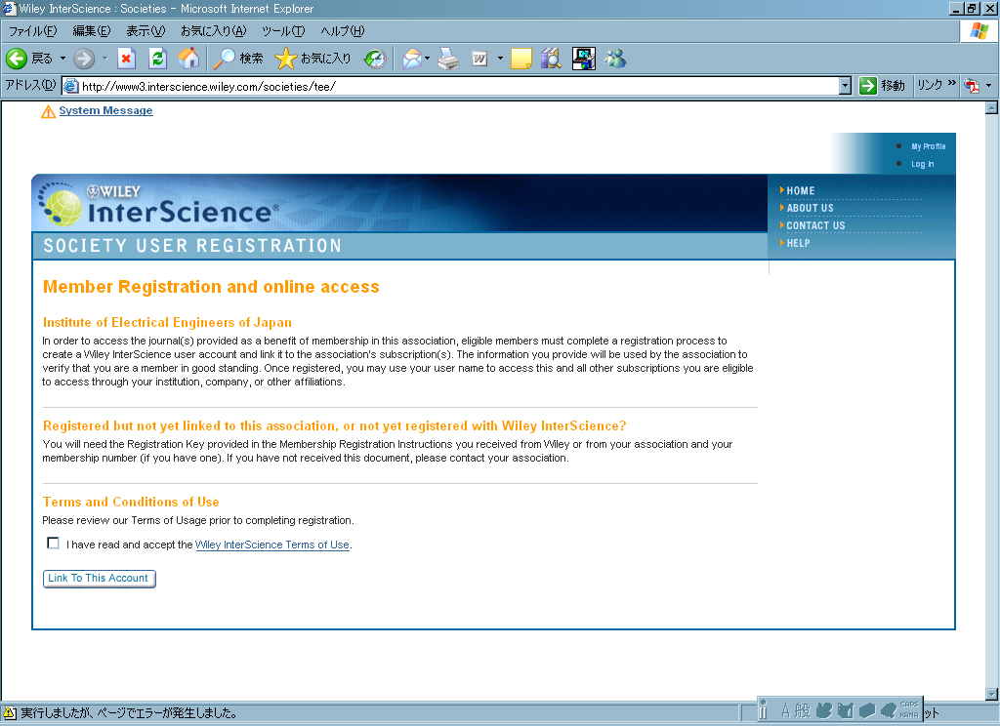 Wiley InterScience : Societies - Microsoft Internet Explorer
ファイル(F) 編集(E) 表示(V) お気に入り(A) ツール(T) ヘルプ(H)
戻る 検索 お気に入り
アドレス(D) http://www3.interscience.wiley.com/societies/tee/ 移動 リンク »
System Message
My Profile
Log In
WILEY
InterScience®
HOME
ABOUT US
CONTACT US
HELP
SOCIETY USER REGISTRATION
Member Registration and online access
Institute of Electrical Engineers of Japan
In order to access the journal(s) provided as a benefit of membership in this association, eligible members must complete a registration process to
create a Wiley InterScience user account and link it to the association's subscription(s). The information you provide will be used by the association to
verify that you are a member in good standing. Once registered, you may use your user name to access this and all other subscriptions you are eligible
to access through your institution, company, or other affiliations.
Registered but not yet linked to this association, or not yet registered with Wiley InterScience?
You will need the Registration Key provided in the Membership Registration Instructions you received from Wiley or from your association and your
membership number (if you have one). If you have not received this document, please contact your association.
Terms and Conditions of Use
Please review our Terms of Usage prior to completing registration.
I have read and accept the Wiley InterScience Terms of Use.
Link To This Account
実行しましたが、ページでエラーが発生しました。
A 般 CAPS
KANA
ット